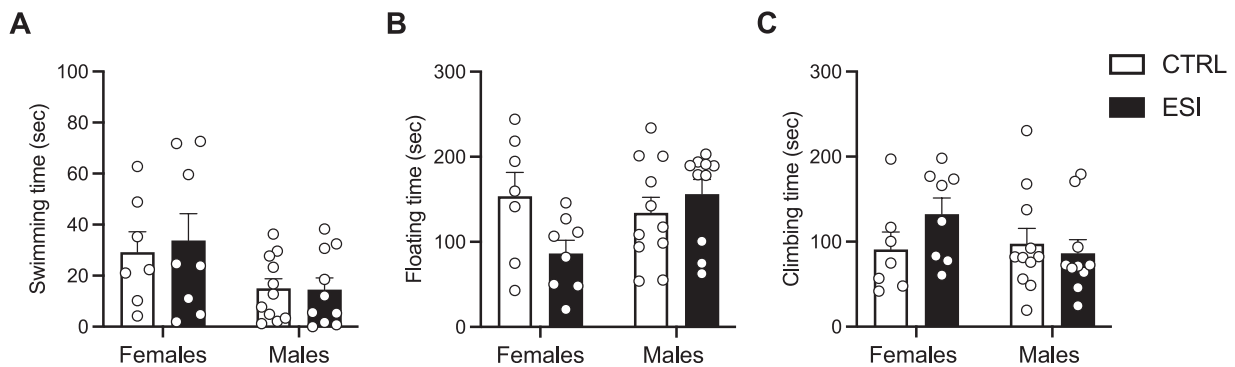 A
Swimming time (sec)
100
80
60
40
20
0
Females
Males
B
Floating time (sec)
300
200
100
0
Females
Males
C
Climbing time (sec)
300
200
100
0
Females
Males
CTRL
ESI